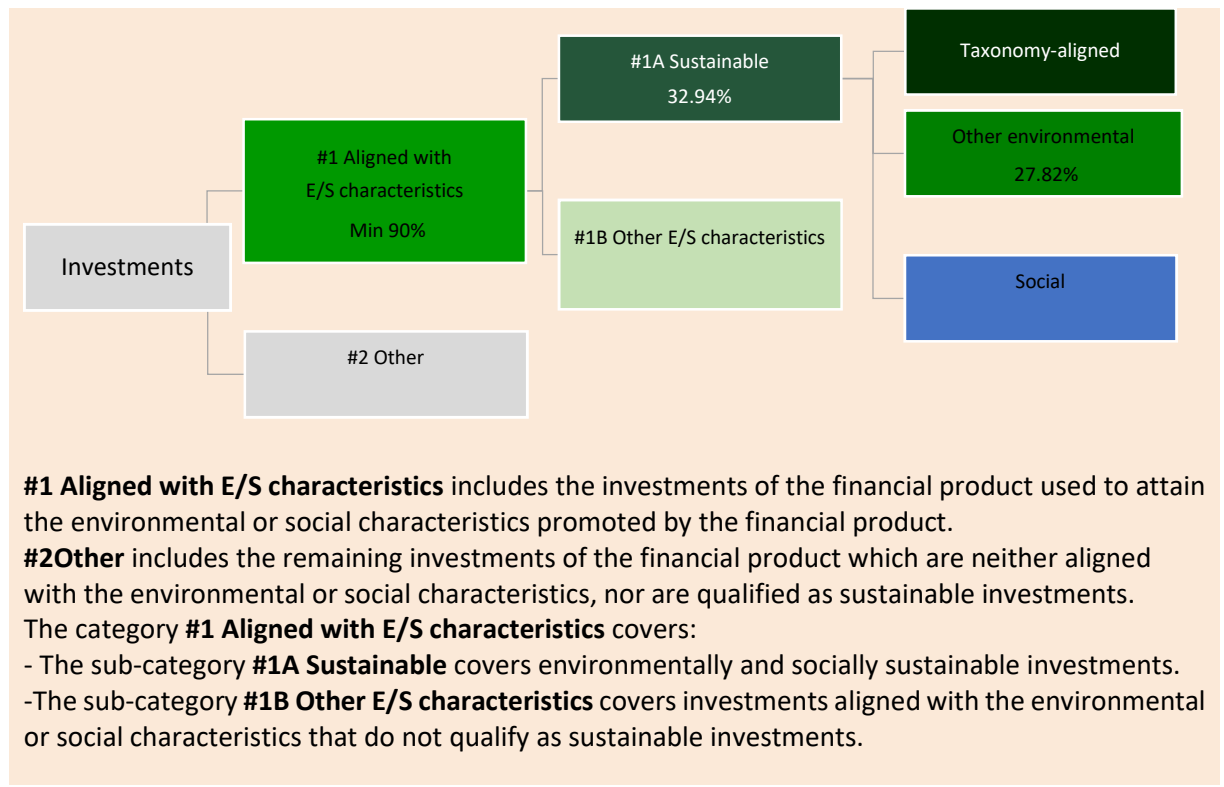 #1A Sustainable
32.94%
Taxonomy-aligned
Other environmental
27.82%
#1 Aligned with
E/S characteristics
Min 90%
#1B Other E/S characteristics
Investments
Social
#2 Other
#1 Aligned with E/S characteristics includes the investments of the financial product used to attain
the environmental or social characteristics promoted by the financial product.
#2Other includes the remaining investments of the financial product which are neither aligned
with the environmental or social characteristics, nor are qualified as sustainable investments.
The category #1 Aligned with E/S characteristics covers:
- The sub-category #1A Sustainable covers environmentally and socially sustainable investments.
-The sub-category #1B Other E/S characteristics covers investments aligned with the environmental
or social characteristics that do not qualify as sustainable investments.